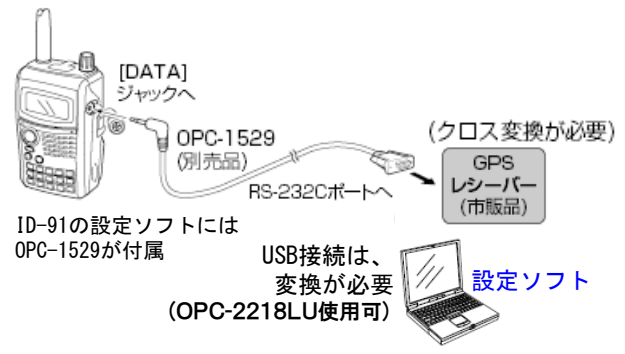 [DATA]
ジャックへ
OPC-1529
(別売品)
RS-232Cポートへ
(クロス変換が必要)
GPS
レシーバー
(市販品)
ID-91の設定ソフトには
OPC-1529が付属
USB接続は、
変換が必要
(OPC-2218LU使用可)
設定ソフト